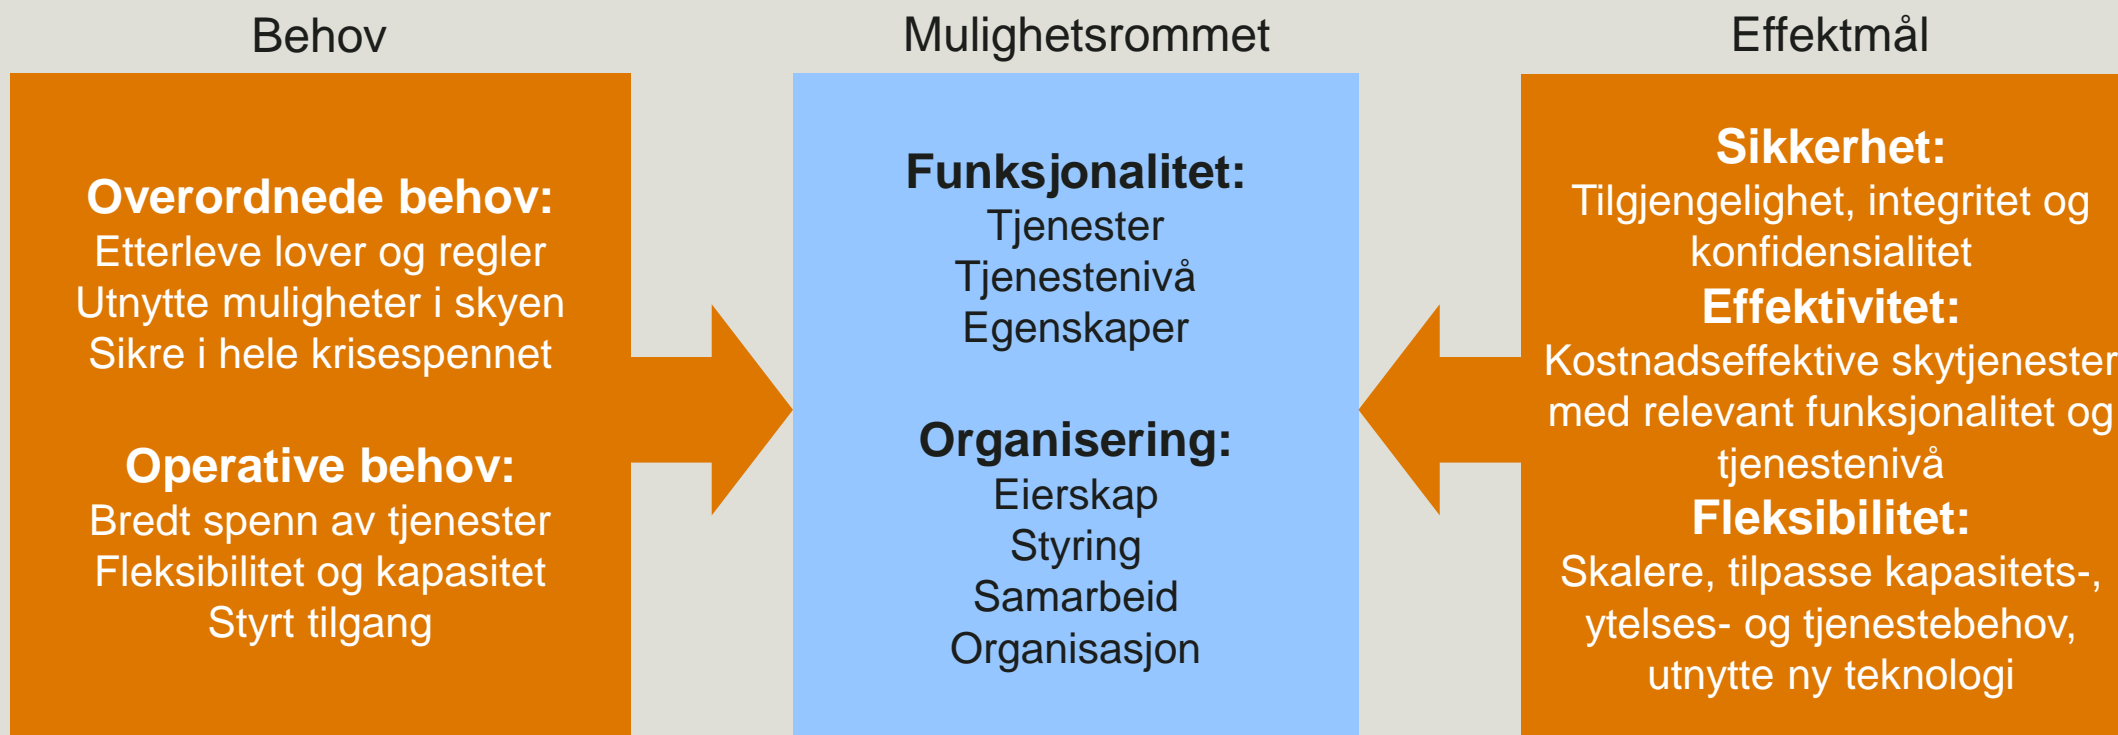 Behov
Overordnede behov:
Etterleve lover og regler
Utnytte muligheter i skyen
Sikre i hele krisespennet
Operative behov:
Bredt spenn av tjenester
Fleksibilitet og kapasitet
Styrt tilgang
Mulighetsrommet
Funksjonalitet:
Tjenester
Tjenestenivå
Egenskaper
Organisering:
Eierskap
Styring
Samarbeid
Organisasjon
Effektmål
Sikkerhet:
Tilgjengelighet, integritet og
konfidensialitet
Effektivitet:
Kostnadseffektive skytjenester
med relevant funksjonalitet og
tjenestenivå
Fleksibilitet:
Skalere, tilpasse kapasitets-,
ytelses- og tjenestebehov,
utnytte ny teknologi